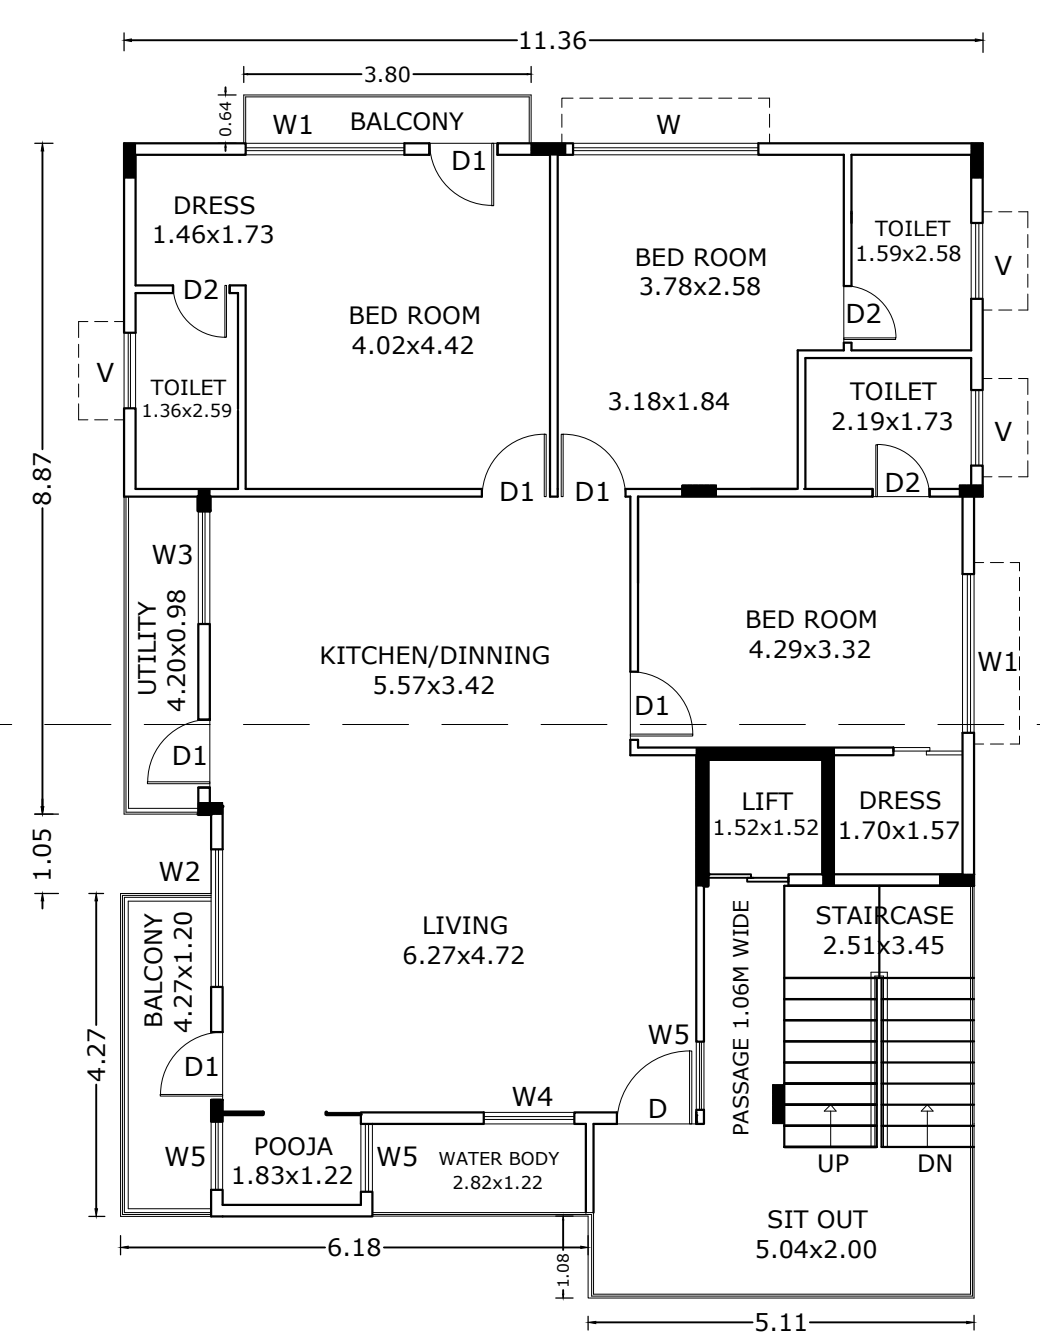 11.36
3.80
0.64
W1
BALCONY
W
D1
DRESS
1.46x1.73
TOILET
1.59x2.58
BED ROOM
3.78x2.58
V
D2
D2
BED ROOM
4.02x4.42
V
TOILET
1.36x2.59
3.18x1.84
TOILET
2.19x1.73
V
8.87
D1
D1
D2
W3
UTILITY
4.20x0.98
KITCHEN/DINNING
5.57x3.42
BED ROOM
4.29x3.32
W1
D1
D1
LIFT
1.52x1.52
DRESS
1.70x1.57
1.05
W2
BALCONY
4.27x1.20
LIVING
6.27x4.72
PASSAGE 1.06M WIDE
STAIRCASE
2.51x3.45
4.27
D1
W5
D
W4
W5
POOJA
1.83x1.22
W5
WATER BODY
2.82x1.22
UP
DN
SIT OUT
5.04x2.00
6.18
1.08
5.11